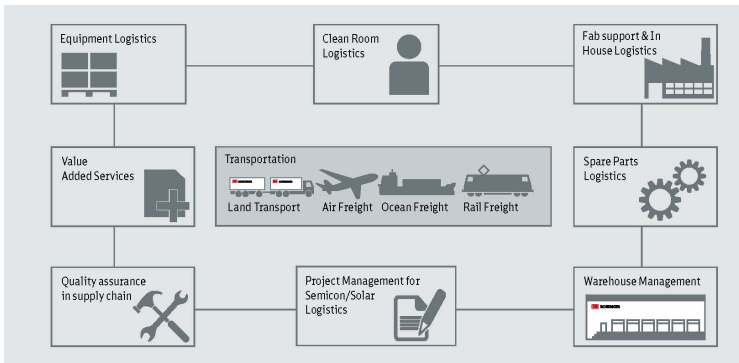 Equipment Logistics
Clean Room
Logistics
Fab support & In
House Logistics
Value
Added Services
Transportation
Land Transport
Air Freight
Ocean Freight
Rail Freight
Spare Parts
Logistics
Quality assurance
in supply chain
Project Management for
Semicon/Solar
Logistics
Warehouse Management
SCHENKER